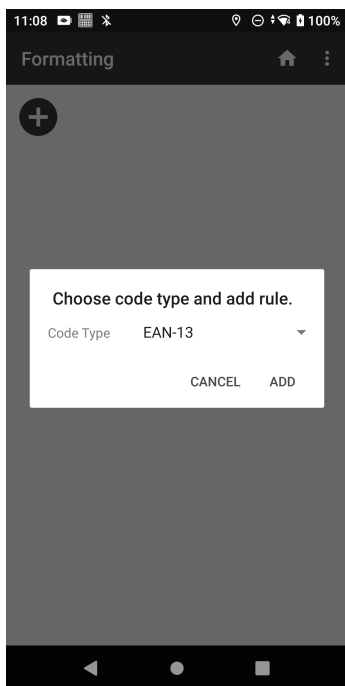 11:08 100%
Formatting
Choose code type and add rule.
Code Type EAN-13
CANCEL ADD